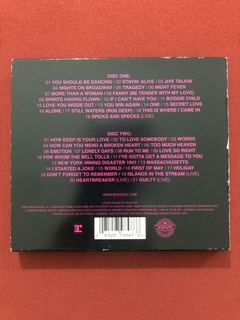 DISC ONE:
01 YOU SHOULD BE DANCING • 02 STAYIN' ALIVE • 03 JIVE TALKIN'
04 NIGHTS ON BROADWAY • 05 TRAGEDY • 06 NIGHT FEVER
07 MORE THAN A WOMAN • 08 FANNY (BE TENDER WITH MY LOVE)
09 SPIRITS HAVING FLOWN • 10 IF I CAN'T HAVE YOU • 11 BOOGIE CHILD
12 LOVE YOU INSIDE OUT • 13 YOU WIN AGAIN • 14 ONE • 15 SECRET LOVE
16 ALONE • 17 STILL WATERS (RUN DEEP) • 18 THIS IS WHERE I CAME IN
19 SPICKS AND SPECKS (LIVE)
DISC TWO:
01 HOW DEEP IS YOUR LOVE • 02 TO LOVE SOMEBODY • 03 WORDS
04 HOW CAN YOU MEND A BROKEN HEART • 05 TOO MUCH HEAVEN
06 EMOTION • 07 LONELY DAYS • 08 RUN TO ME • 09 LOVE SO RIGHT
10 FOR WHOM THE BELL TOLLS • 11 I'VE GOTTA GET A MESSAGE TO YOU
12 NEW YORK MINING DISASTER 1941 • 13 MASSACHUSETTS
14 I STARTED A JOKE • 15 WORLD • 16 FIRST OF MAY • 17 HOLIDAY
18 DON'T FORGET TO REMEMBER • 19 ISLANDS IN THE STREAM (LIVE)
20 HEARTBREAKER (LIVE) • 21 GUILTY (LIVE)